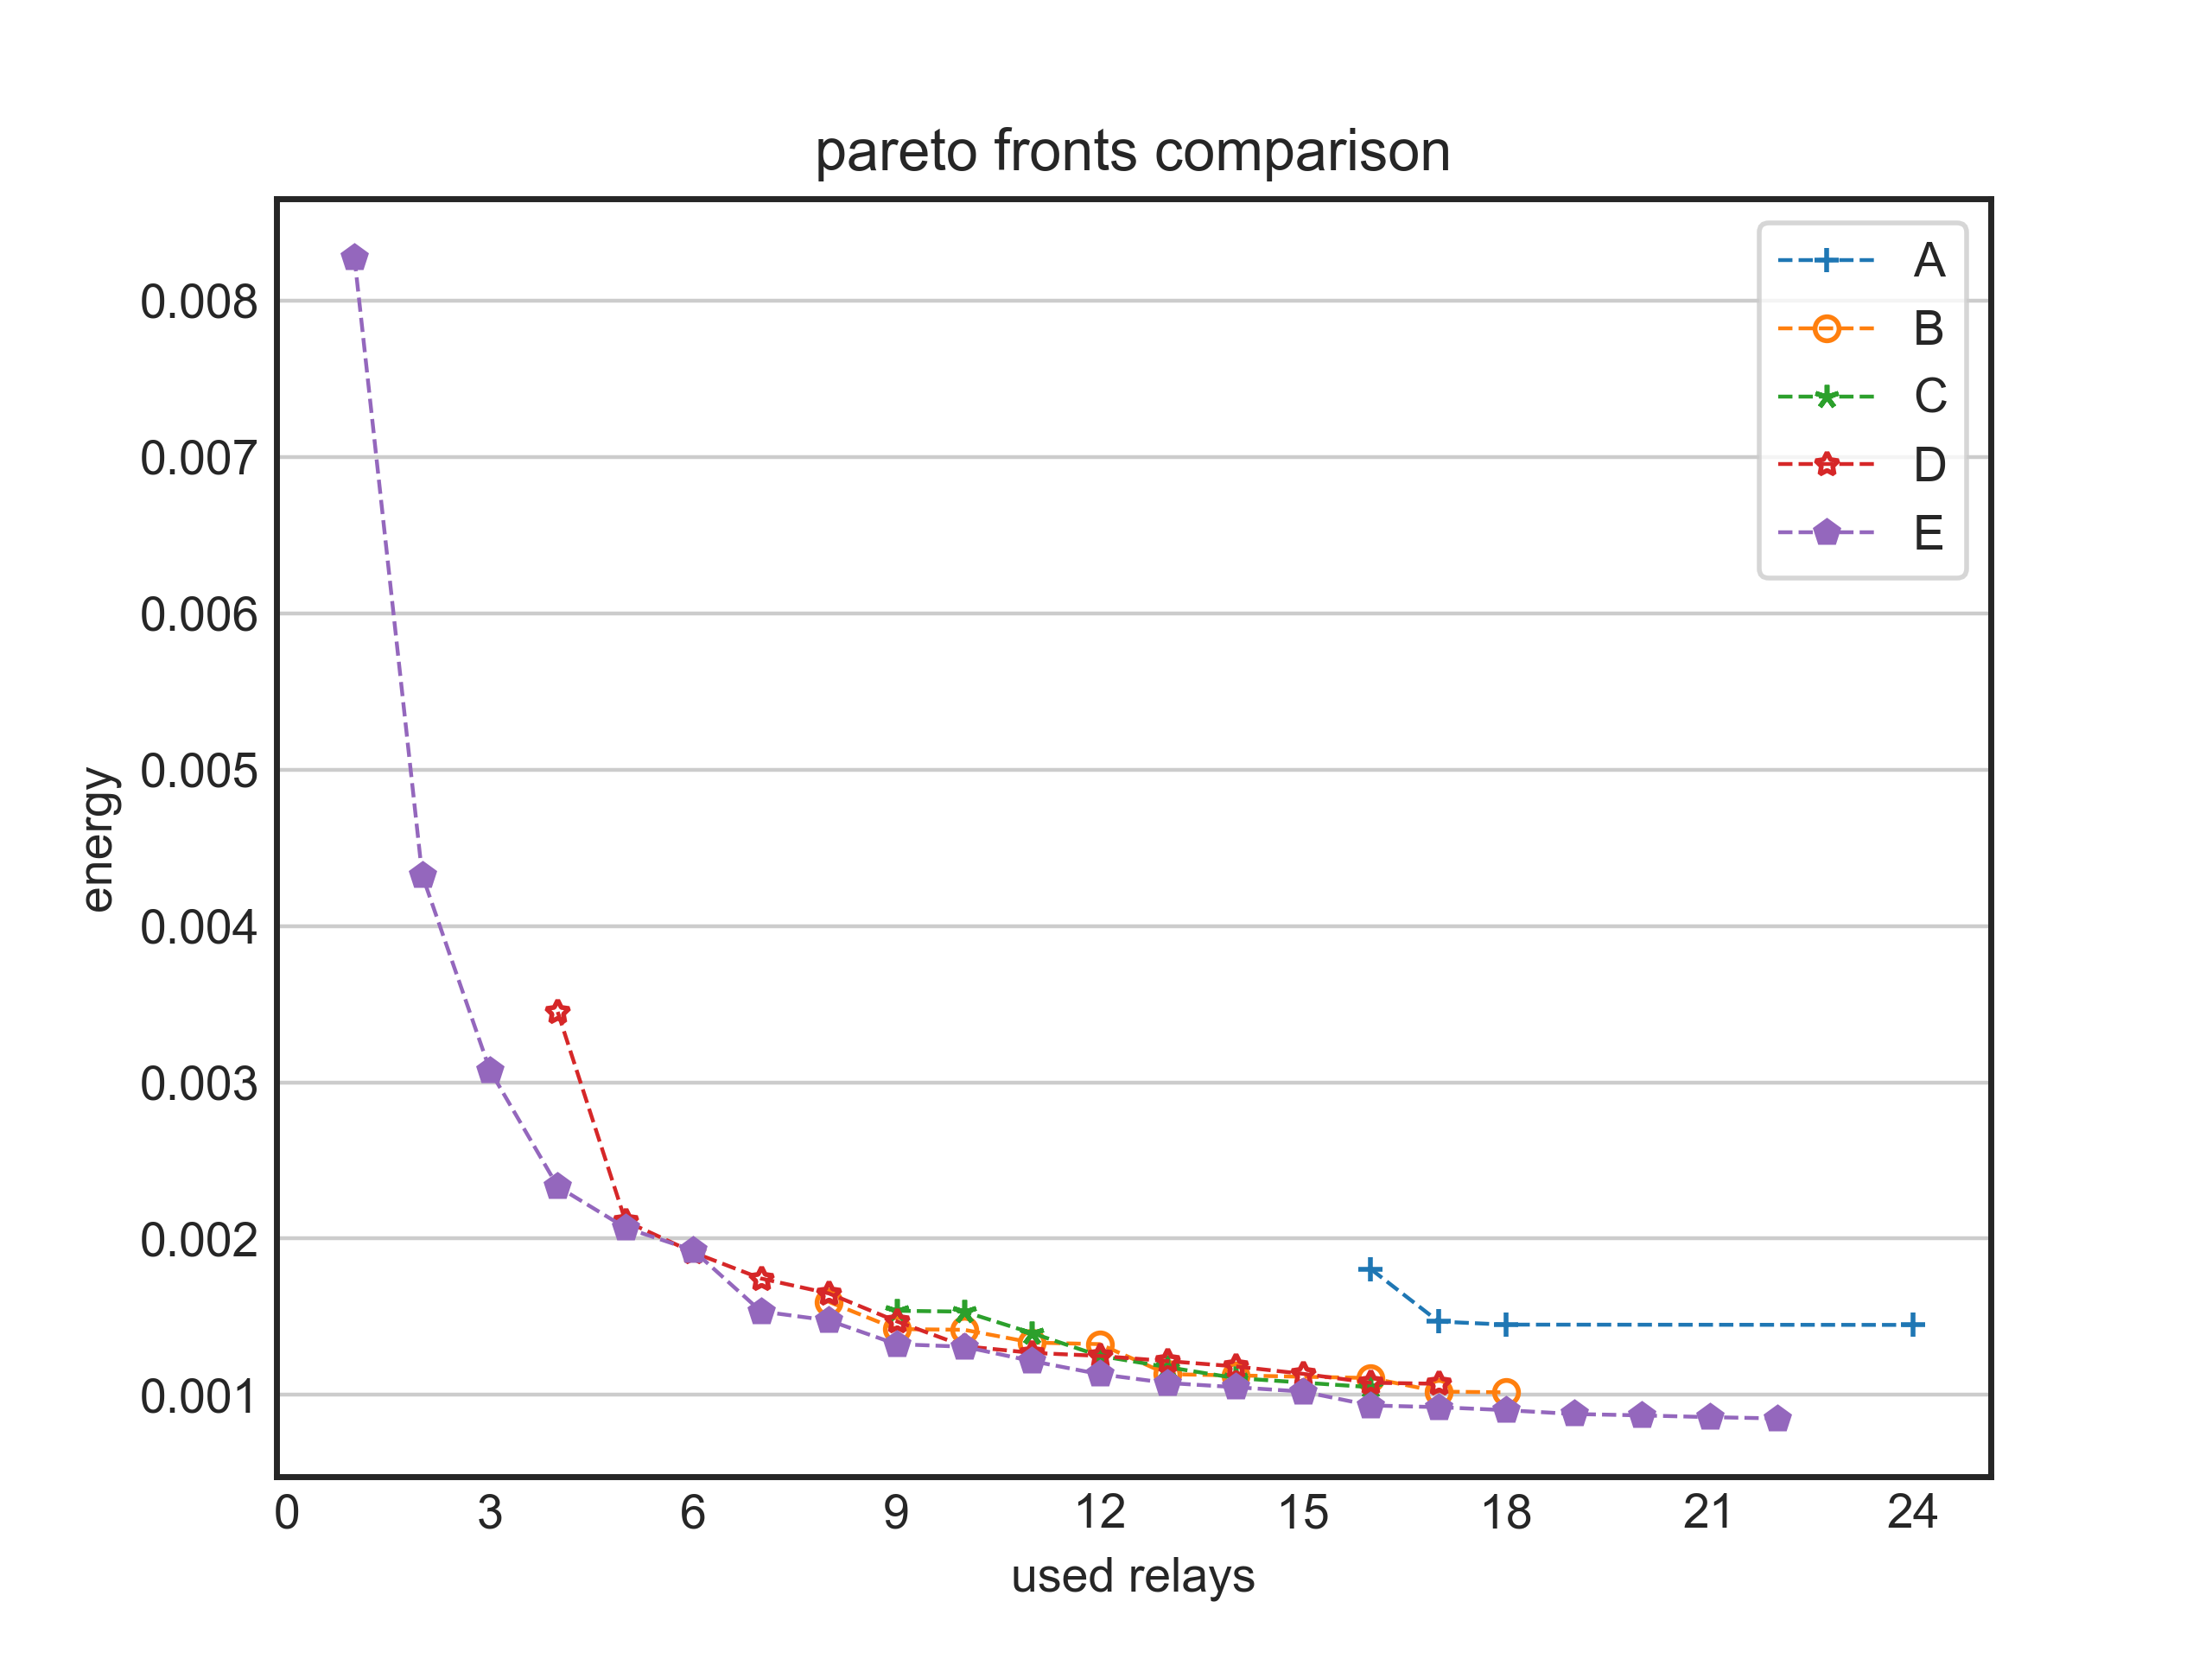 pareto fronts comparison
A
B
C
D
E
0.008
0.007
0.006
0.005
0.004
0.003
0.002
0.001
energy
0 3 6 9 12 15 18 21 24
used relays